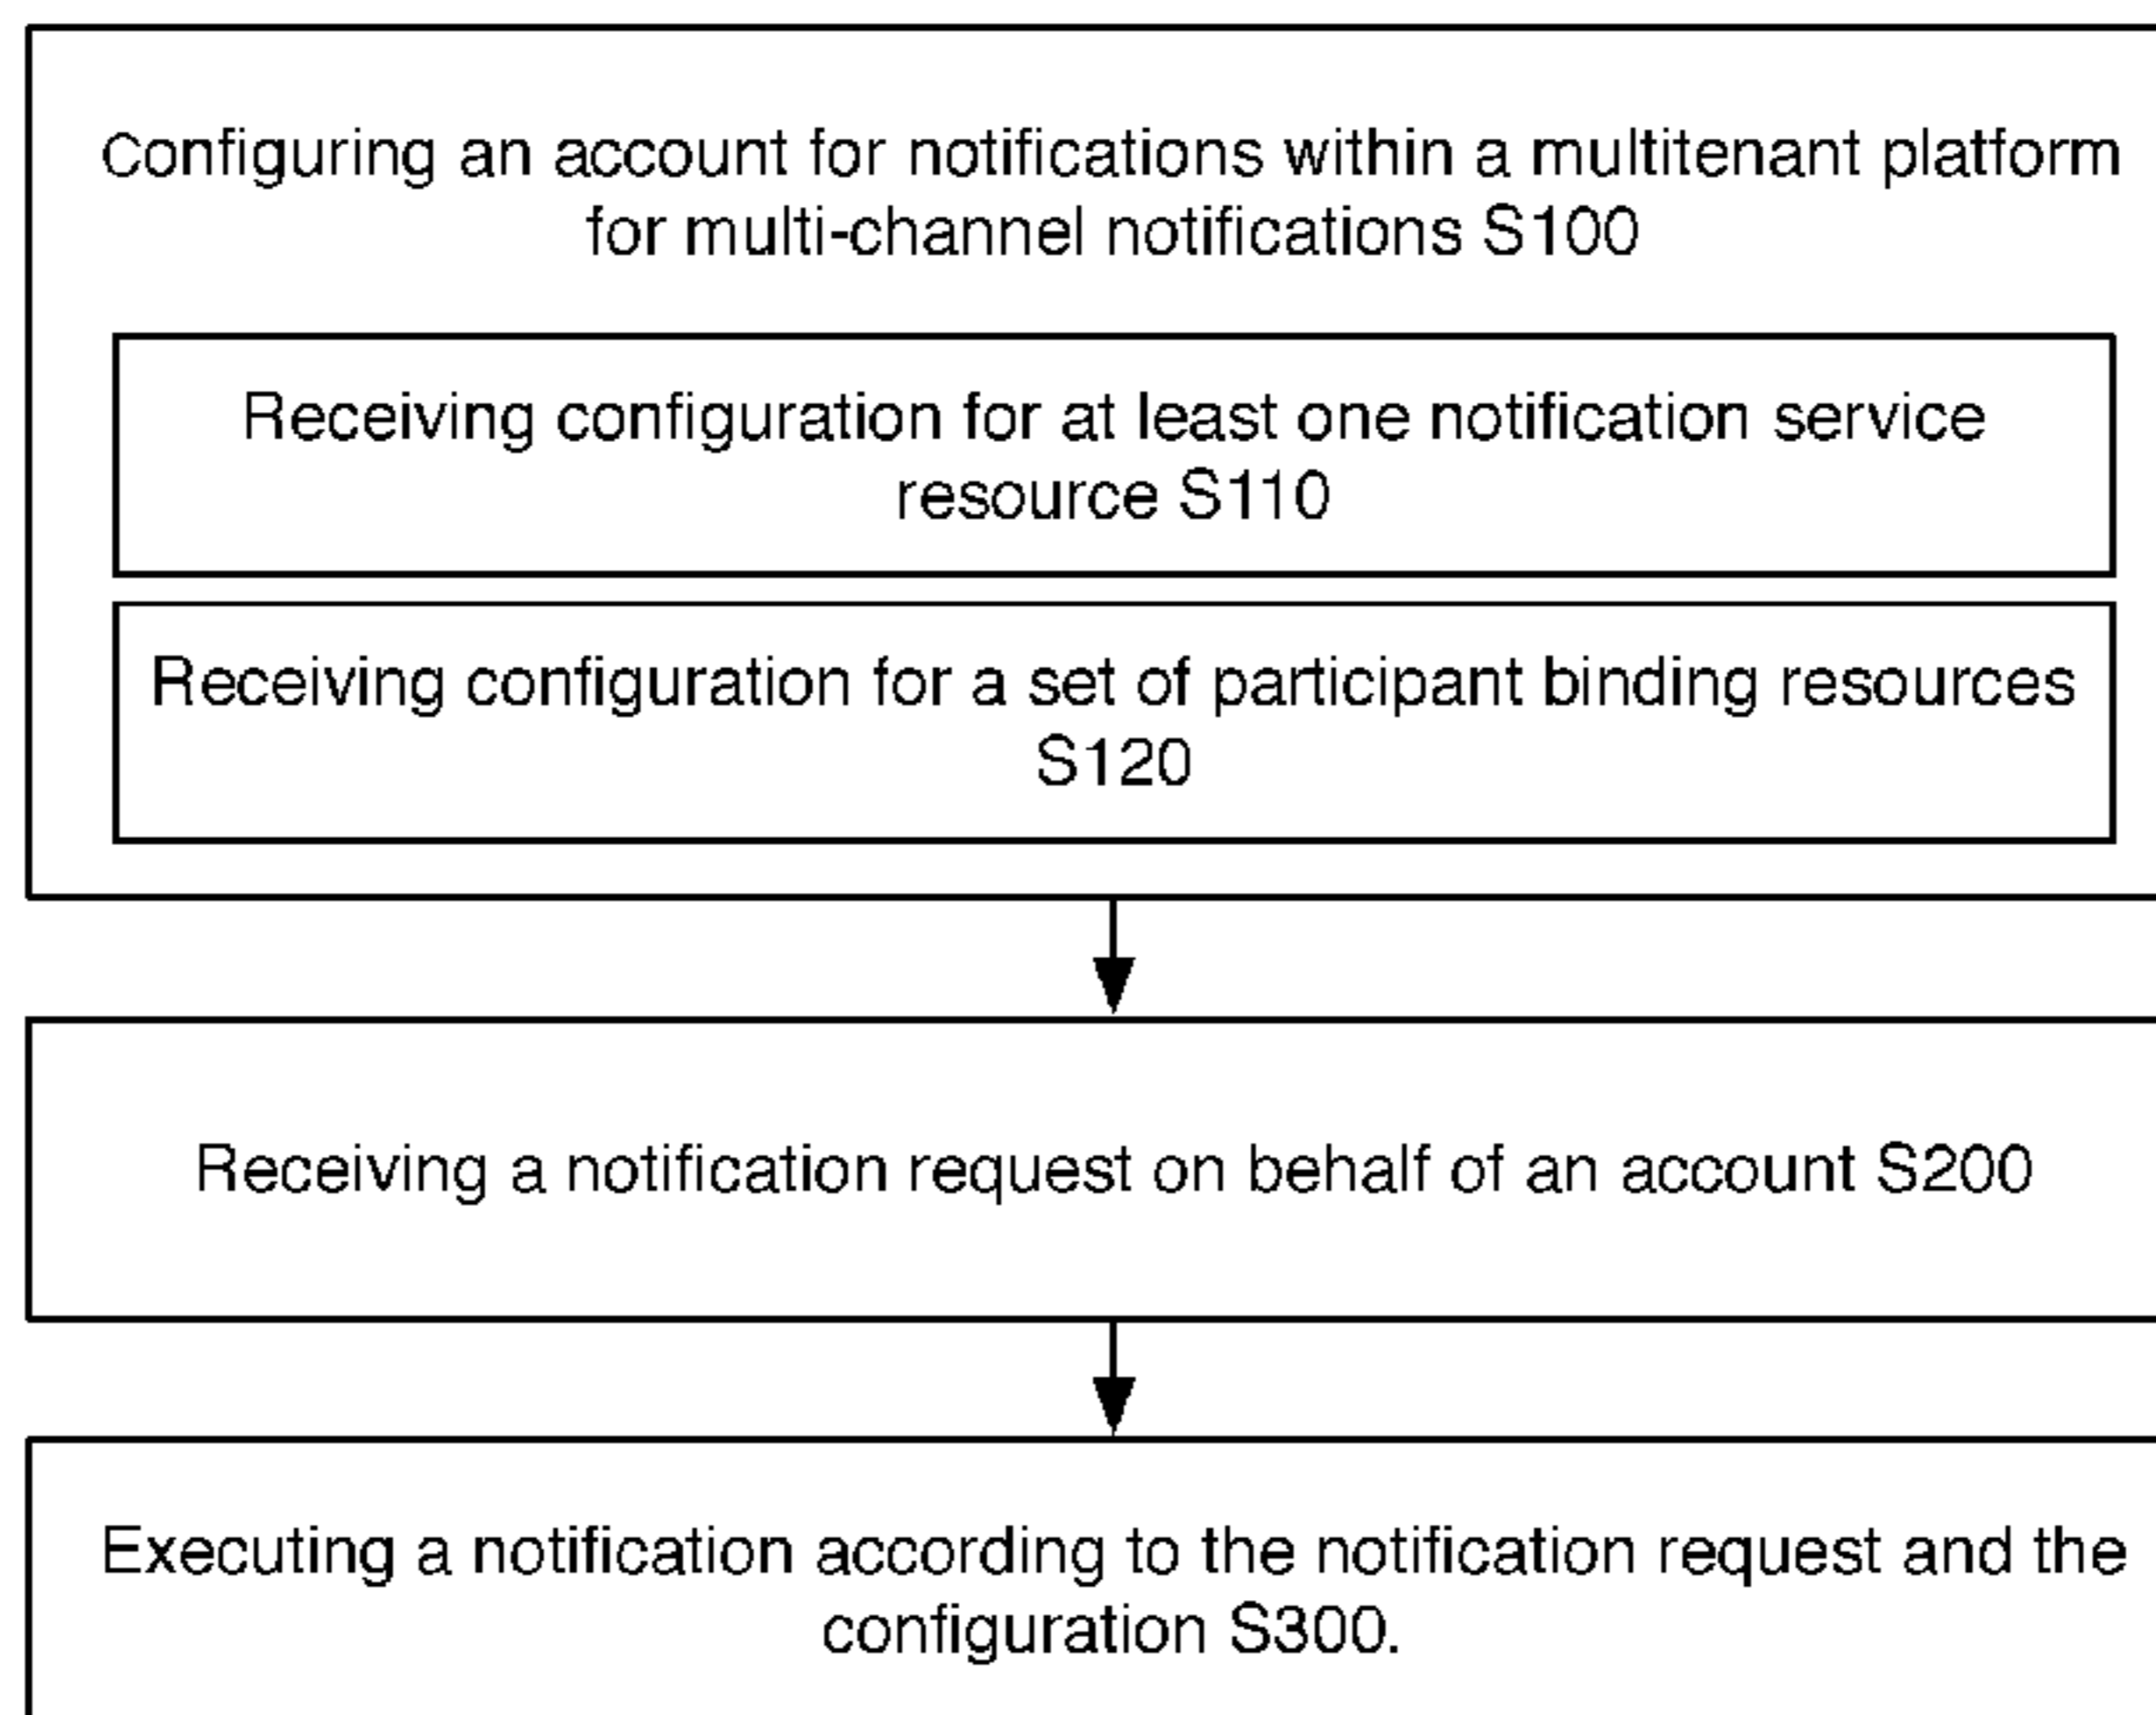 Configuring an account for notifications within a multitenant platform
for multi-channel notifications S100
Receiving configuration for at least one notification service
resource S110
Receiving configuration for a set of participant binding resources
S120
Receiving a notification request on behalf of an account S200
Executing a notification according to the notification request and the
configuration S300.